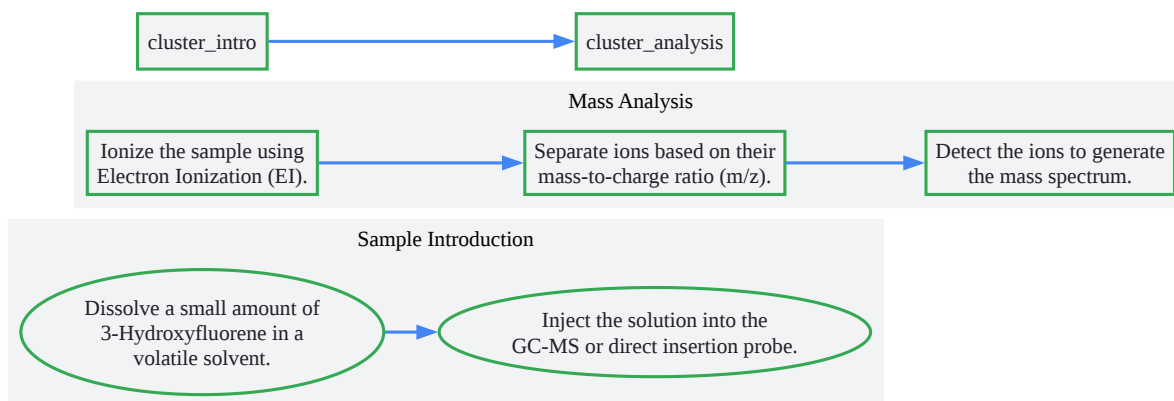 cluster_intro
cluster_analysis
Mass Analysis
Ionize the sample using
Electron Ionization (EI).
Separate ions based on their
mass-to-charge ratio (m/z).
Detect the ions to generate
the mass spectrum.
Sample Introduction
Dissolve a small amount of
3-Hydroxyfluorene in a
volatile solvent.
Inject the solution into the
GC-MS or direct insertion probe.